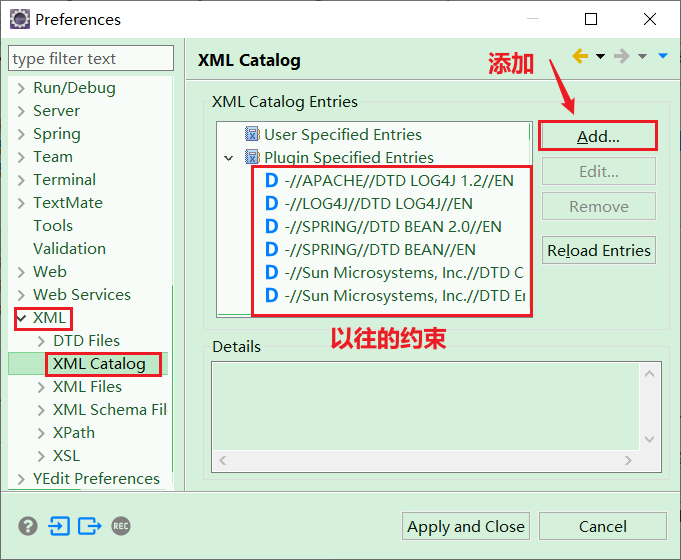 Preferences
type filter text
Run/Debug
Server
Spring
Team
Terminal
TextMate
Tools
Validation
Web
Web Services
XML
DTD Files
XML Catalog
XML Files
XML Schema Fil
XPath
XSL
YEdit Preferences
XML Catalog
添加
XML Catalog Entries
User Specified Entries
Plugin Specified Entries
D -//APACHE//DTD LOG4J 1.2//EN
D -//LOG4J//DTD LOG4J//EN
D -//SPRING//DTD BEAN 2.0//EN
D -//SPRING//DTD BEAN//EN
D -//Sun Microsystems, Inc.//DTD C
D -//Sun Microsystems, Inc.//DTD Er
Add...
Edit...
Remove
Reload Entries
以往的约束
Details
REC
Apply and Close
Cancel